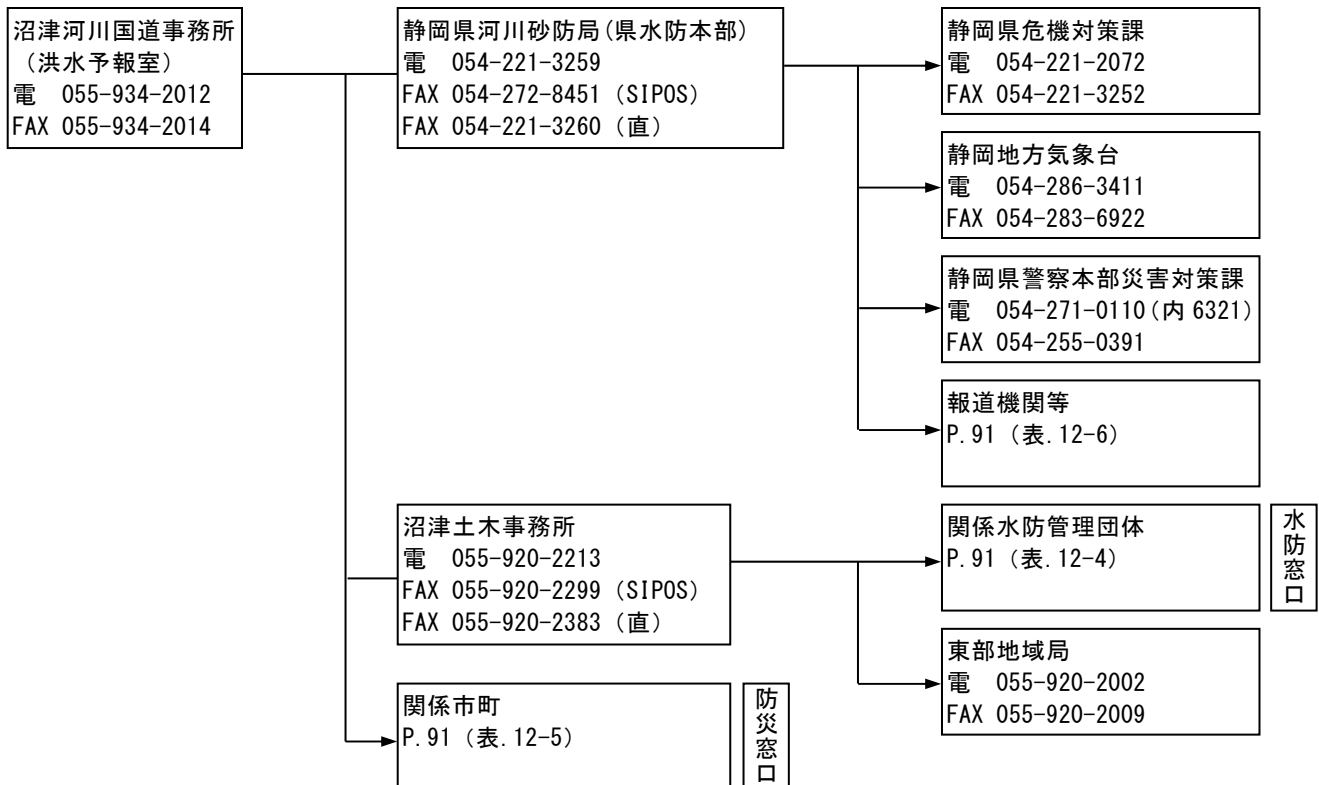 沼津河川国道事務所
（洪水予報室）
電 055-934-2012
FAX 055-934-2014
静岡県河川砂防局(県水防本部)
電 054-221-3259
FAX 054-272-8451 (SIPOS)
FAX 054-221-3260 (直)
静岡県危機対策課
電 054-221-2072
FAX 054-221-3252
静岡地方気象台
電 054-286-3411
FAX 054-283-6922
静岡県警察本部災害対策課
電 054-271-0110(内 6321)
FAX 054-255-0391
報道機関等
P.91 (表.12-6)
沼津土木事務所
電 055-920-2213
FAX 055-920-2299 (SIPOS)
FAX 055-920-2383 (直)
関係水防管理団体
P.91 (表.12-4)
水防窓口
東部地域局
電 055-920-2002
FAX 055-920-2009
関係市町
P.91 (表.12-5)
防災窓口